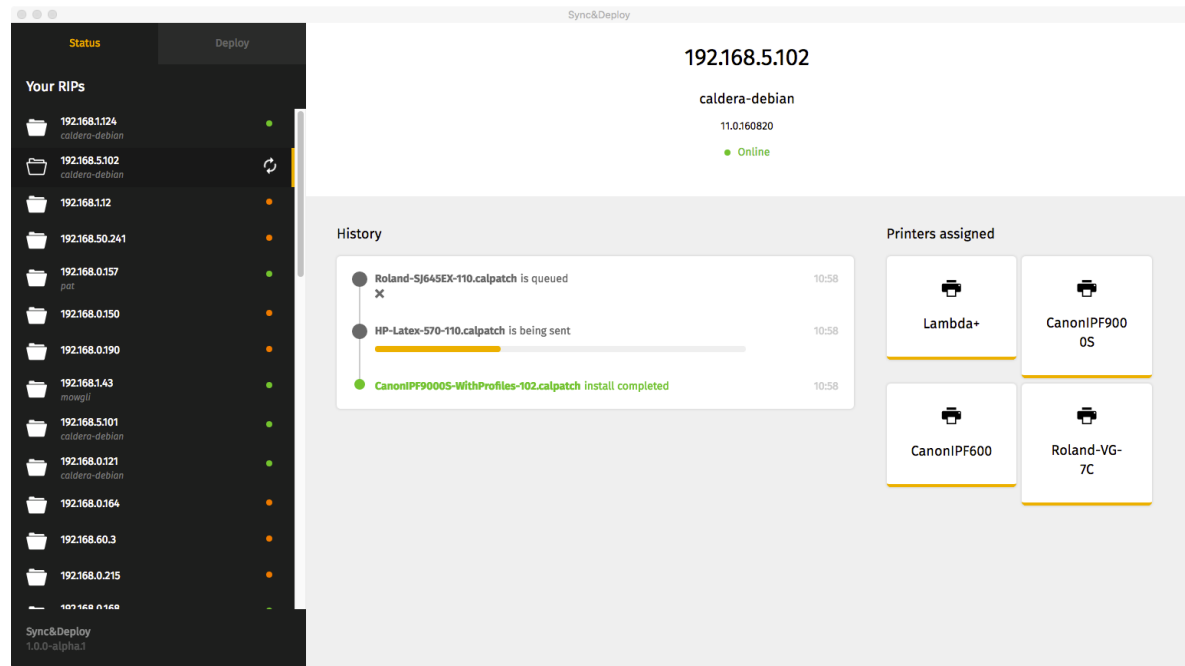 Sync&Deploy
Status
Deploy
Your RIPs
192.168.1.124
caldera-debian
192.168.5.102
caldera-debian
192.168.1.12
192.168.50.241
192.168.0.157
pat
192.168.0.150
192.168.0.190
192.168.1.43
mowgli
192.168.5.101
caldera-debian
192.168.0.121
caldera-debian
192.168.0.164
192.168.60.3
192.168.0.215
192.168.0.168
Sync&Deploy
1.0.0-alpha.1
192.168.5.102
caldera-debian
11.0.160820
Online
History
Roland-SJ645EX-110.calpatch is queued 10:58
HP-Latex-570-110.calpatch is being sent 10:58
CanonIPF9000S-WithProfiles-102.calpatch install completed 10:58
Printers assigned
Lambda+
CanonIPF900
0S
CanonIPF600
Roland-VG-
7C